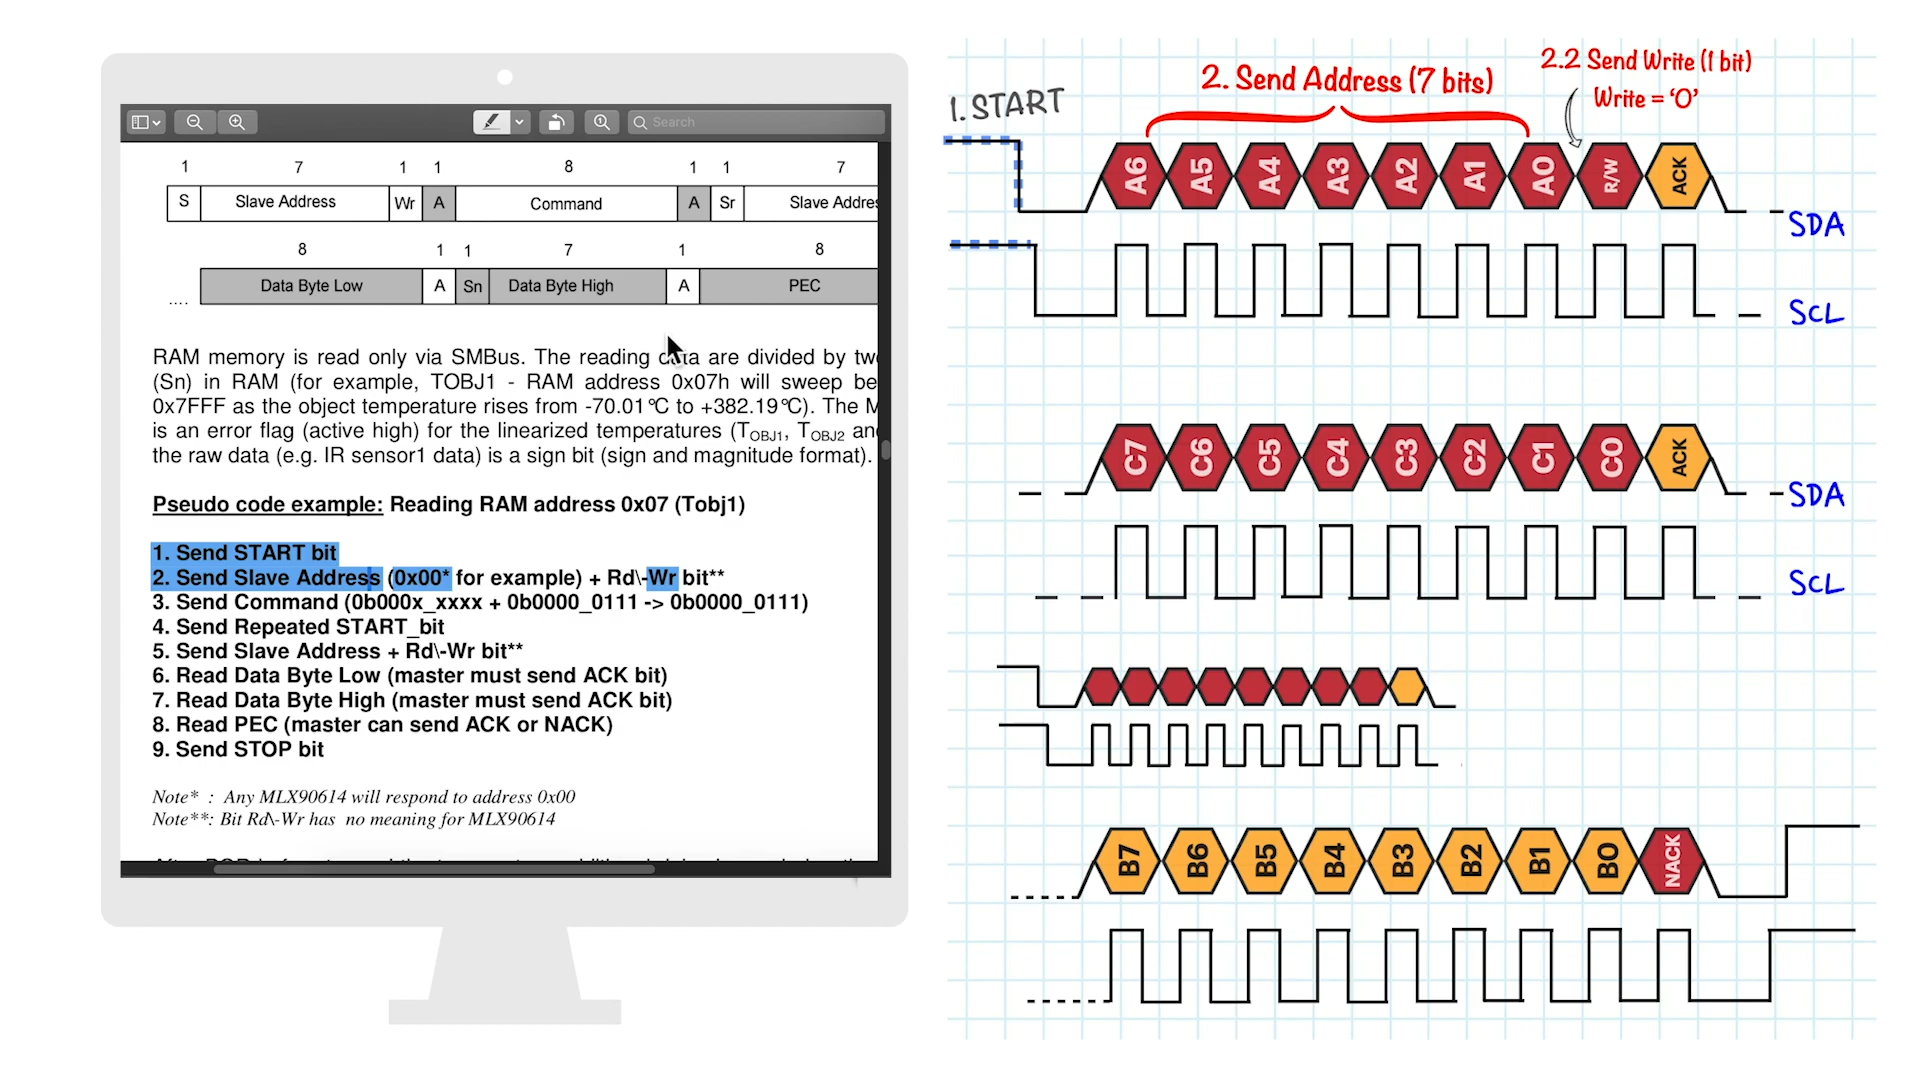 Search
1 7 1 1 8 1 1 7
S Slave Address Wr A Command A Sr Slave Addres
8 1 1 7 1 8
.... Data Byte Low A Sn Data Byte High A PEC
RAM memory is read only via SMBus. The reading data are divided by tw
(Sn) in RAM (for example, TOBJ1 - RAM address 0x07h will sweep be
0x7FFF as the object temperature rises from -70.01°C to +382.19°C). The M
is an error flag (active high) for the linearized temperatures (TOBJ1, TOBJ2 an
the raw data (e.g. IR sensor1 data) is a sign bit (sign and magnitude format).
Pseudo code example: Reading RAM address 0x07 (Tobj1)
1. Send START bit
2. Send Slave Address (0x00* for example) + Rd\-Wr bit**
3. Send Command (0b000x_xxxx + 0b0000_0111 -> 0b0000_0111)
4. Send Repeated START_bit
5. Send Slave Address + Rd\-Wr bit**
6. Read Data Byte Low (master must send ACK bit)
7. Read Data Byte High (master must send ACK bit)
8. Read PEC (master can send ACK or NACK)
9. Send STOP bit
Note* : Any MLX90614 will respond to address 0x00
Note**: Bit Rd\-Wr has no meaning for MLX90614
1. START
2. Send Address (7 bits)
2.2 Send Write (1 bit)
Write = ‘0’
A6 A5 A4 A3 A2 A1 A0 R/W ACK
SDA
SCL
C7 C6 C5 C4 C3 C2 C1 C0 ACK
SDA
SCL
B7 B6 B5 B4 B3 B2 B1 B0 NACK